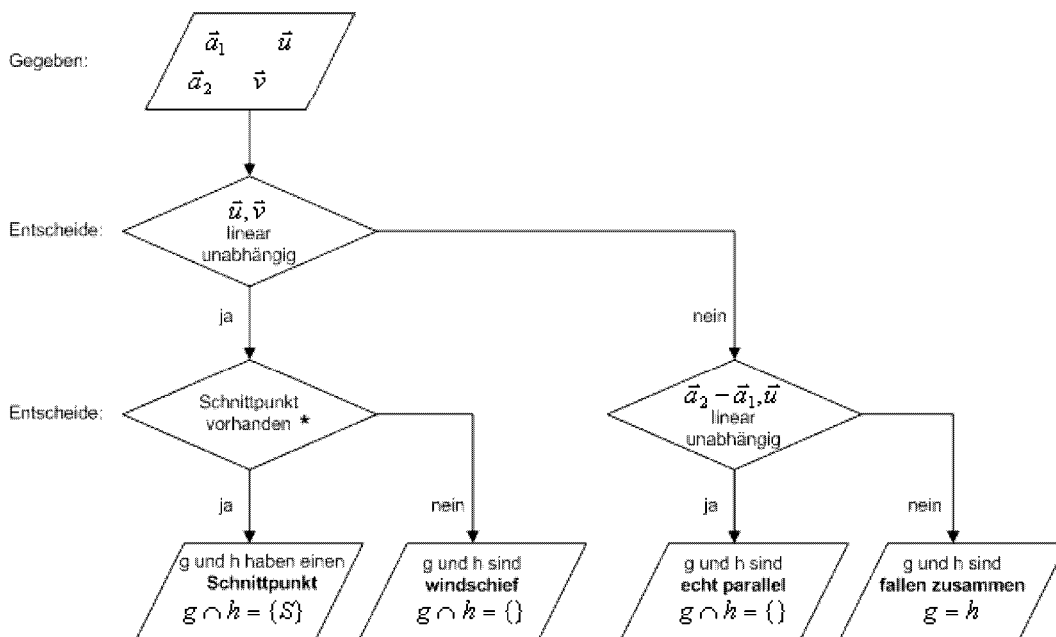 Gegeben:
a⃗₁ u⃗
a⃗₂ v⃗
Entscheide:
u⃗, v⃗
linear
unabhängig
ja
nein
Entscheide:
Schnittpunkt
vorhanden *
a⃗₂ − a⃗₁, u⃗
linear
unabhängig
ja
nein
ja
nein
g und h haben einen
Schnittpunkt
g ∩ h = {S}
g und h sind
windschief
g ∩ h = {}
g und h sind
echt parallel
g ∩ h = {}
g und h sind
fallen zusammen
g = h